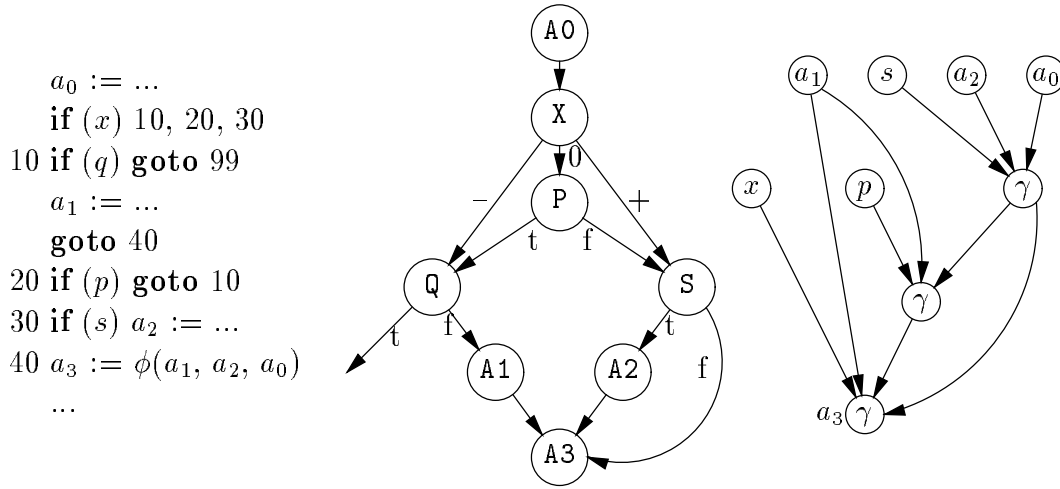 a₀ := ...
if (x) 10, 20, 30
10 if (q) goto 99
a₁ := ...
goto 40
20 if (p) goto 10
30 if (s) a₂ := ...
40 a₃ := ϕ(a₁, a₂, a₀)
...
A0
X
– 0 +
P
t f
Q S
t f t
A1 A2 f
A3
a₁ s a₂ a₀
x p γ
γ
a₃ γ